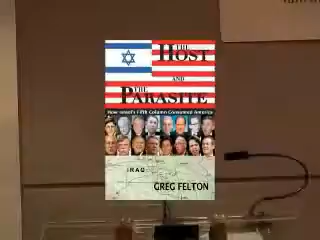 THE
HOST
AND
THE
PARASITE
How Israel's Fifth Column Consumed America
IRAQ
GREG FELTON